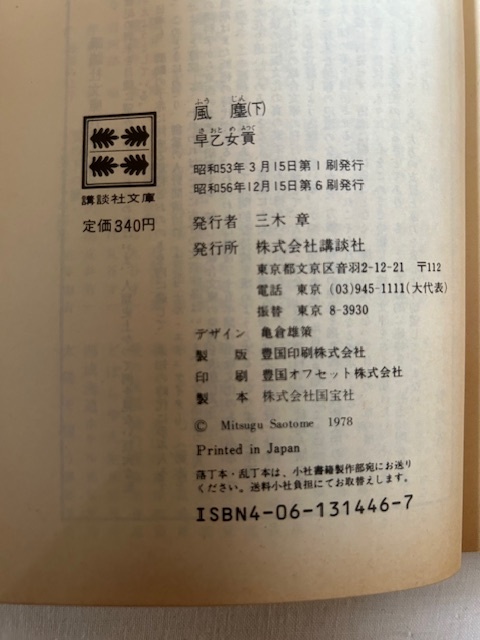 風塵(下)
早乙女貢
昭和53年3月15日第1刷発行
昭和56年12月15日第6刷発行
講談社文庫
定価340円
発行者 三木 章
発行所 株式会社講談社
東京都文京区音羽2-12-21 〒112
電話 東京 (03)945-1111(大代表)
振替 東京 8-3930
デザイン 亀倉雄策
製版 豊国印刷株式会社
印刷 豊国オフセット株式会社
製本 株式会社国宝社
© Mitsugu Saotome 1978
Printed in Japan
落丁本・乱丁本は、小社書籍製作部宛にお送り
ください。送料小社負担にてお取替えします。
ISBN4-06-131446-7